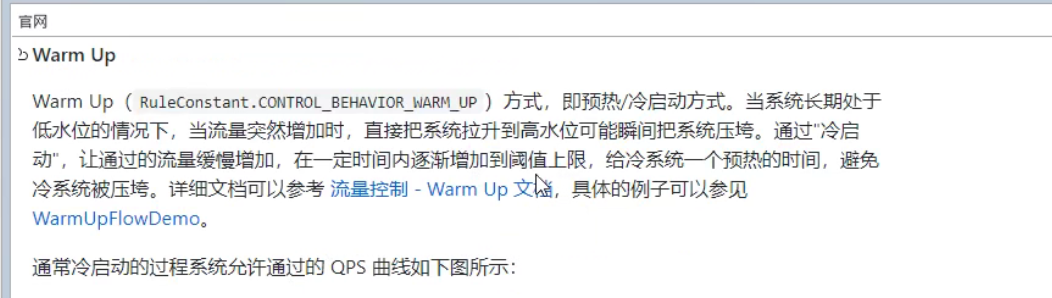 官网
Warm Up
Warm Up（RuleConstant.CONTROL_BEHAVIOR_WARM_UP）方式，即预热/冷启动方式。当系统长期处于
低水位的情况下，当流量突然增加时，直接把系统拉升到高水位可能瞬间把系统压垮。通过"冷启
动"，让通过的流量缓慢增加，在一定时间内逐渐增加到阈值上限，给冷系统一个预热的时间，避免
冷系统被压垮。详细文档可以参考 流量控制 - Warm Up 文档，具体的例子可以参见
WarmUpFlowDemo。
通常冷启动的过程系统允许通过的 QPS 曲线如下图所示：